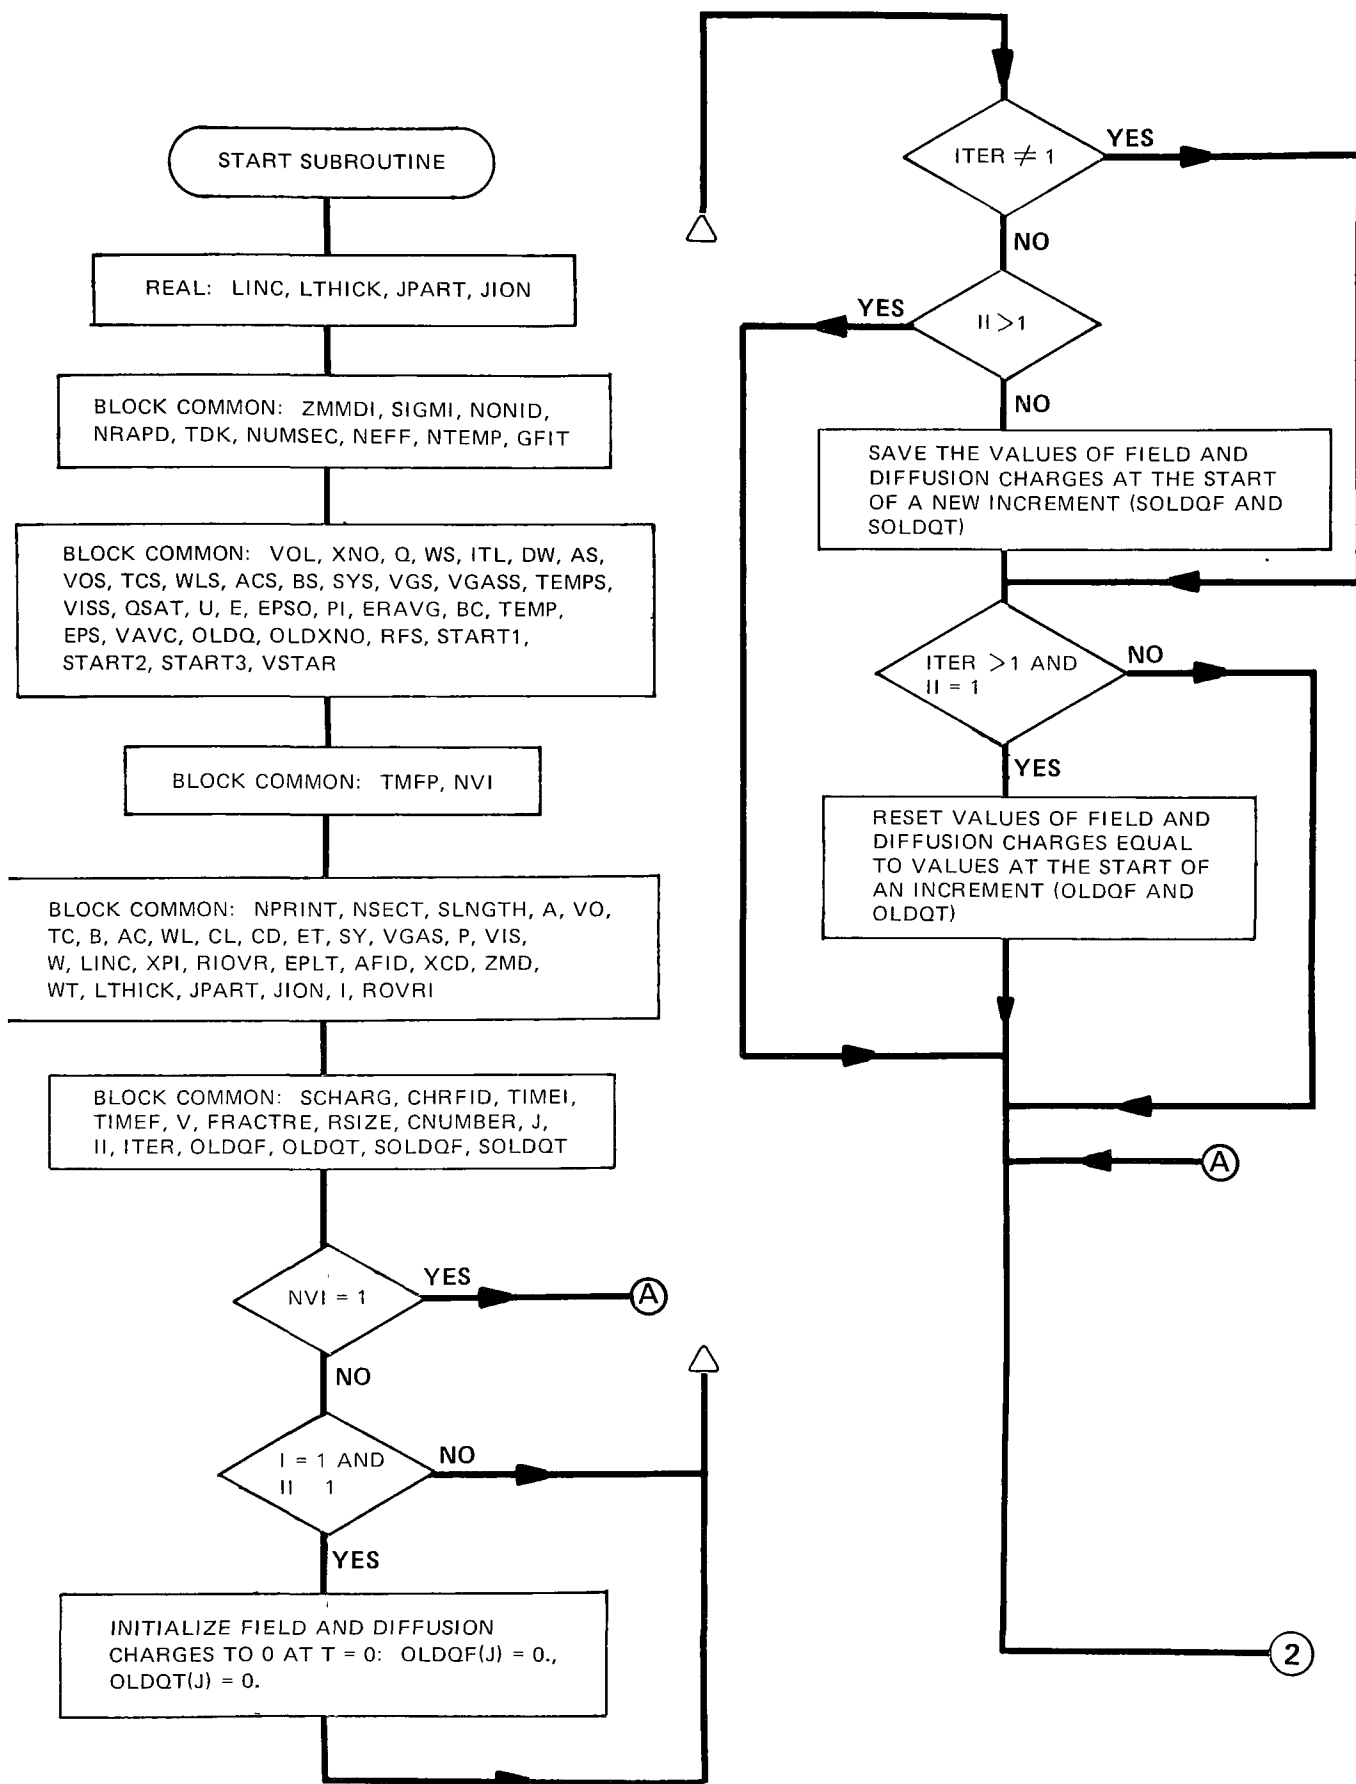 START SUBROUTINE
REAL: LINC, LTHICK, JPART, JION
BLOCK COMMON: ZMMDI, SIGMI, NONID,
NRAPD, TDK, NUMSEC, NEFF, NTEMP, GFIT
BLOCK COMMON: VOL, XNO, Q, WS, ITL, DW, AS,
VOS, TCS, WLS, ACS, BS, SYS, VGS, VGASS, TEMPS,
VISS, QSAT, U, E, EPSO, PI, ERAVG, BC, TEMP,
EPS, VAVC, OLDQ, OLDXNO, RFS, START1,
START2, START3, VSTAR
BLOCK COMMON: TMFP, NVI
BLOCK COMMON: NPRINT, NSECT, SLNGTH, A, VO,
TC, B, AC, WL, CL, CD, ET, SY, VGAS, P, VIS,
W, LINC, XPI, RIOVR, EPLT, AFID, XCD, ZMD,
WT, LTHICK, JPART, JION, I, ROVRI
BLOCK COMMON: SCHARG, CHRFID, TIMEI,
TIMEF, V, FRACTRE, RSIZE, CNUMBER, J,
II, ITER, OLDQF, OLDQT, SOLDQF, SOLDQT
NVI = 1
YES
A
NO
I = 1 AND
II 1
NO
YES
INITIALIZE FIELD AND DIFFUSION
CHARGES TO 0 AT T = 0: OLDQF(J) = 0.,
OLDQT(J) = 0.
ITER ≠ 1
YES
NO
II > 1
YES
NO
SAVE THE VALUES OF FIELD AND
DIFFUSION CHARGES AT THE START
OF A NEW INCREMENT (SOLDQF AND
SOLDQT)
ITER > 1 AND
II = 1
NO
YES
RESET VALUES OF FIELD AND
DIFFUSION CHARGES EQUAL
TO VALUES AT THE START OF
AN INCREMENT (OLDQF AND
OLDQT)
A
2